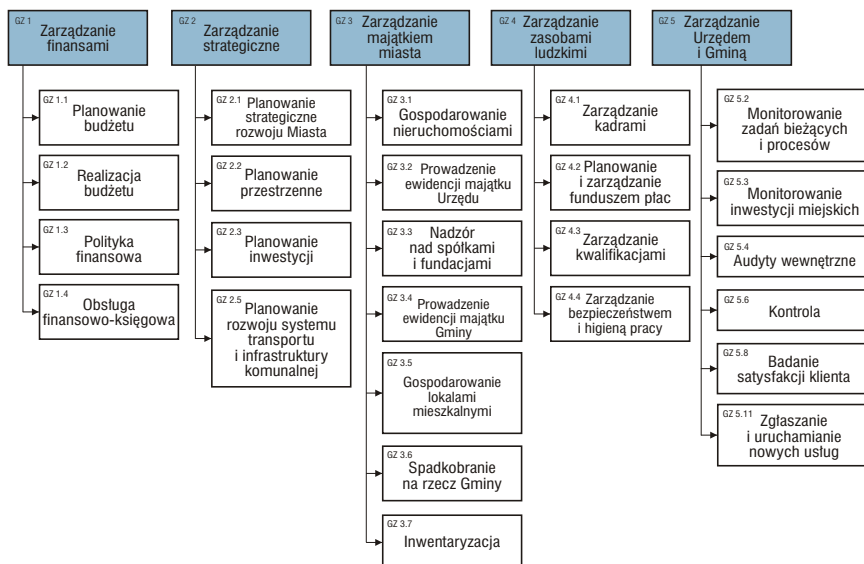 GZ 1
Zarządzanie
finansami
GZ 1.1
Planowanie
budżetu
GZ 1.2
Realizacja
budżetu
GZ 1.3
Polityka
finansowa
GZ 1.4
Obsługa
finansowo-księgowa
GZ 2
Zarządzanie
strategiczne
GZ 2.1
Planowanie
strategiczne
rozwoju Miasta
GZ 2.2
Planowanie
przestrzenne
GZ 2.3
Planowanie
inwestycji
GZ 2.5
Planowanie
rozwoju systemu
transportu
i infrastruktury
komunalnej
GZ 3
Zarządzanie
majątkiem
miasta
GZ 3.1
Gospodarowanie
nieruchomościami
GZ 3.2
Prowadzenie
ewidencji majątku
Urzędu
GZ 3.3
Nadzór
nad spółkami
i fundacjami
GZ 3.4
Prowadzenie
ewidencji majątku
Gminy
GZ 3.5
Gospodarowanie
lokalami
mieszkalnymi
GZ 3.6
Spadkobranie
na rzecz Gminy
GZ 3.7
Inwentaryzacja
GZ 4
Zarządzanie
zasobami
ludzkimi
GZ 4.1
Zarządzanie
kadrami
GZ 4.2
Planowanie
i zarządzanie
funduszem płac
GZ 4.3
Zarządzanie
kwalifikacjami
GZ 4.4
Zarządzanie
bezpieczeństwem
i higieną pracy
GZ 5
Zarządzanie
Urzędem
i Gminą
GZ 5.2
Monitorowanie
zadań bieżących
i procesów
GZ 5.3
Monitorowanie
inwestycji miejskich
GZ 5.4
Audyty wewnętrzne
GZ 5.6
Kontrola
GZ 5.8
Badanie
satysfakcji klienta
GZ 5.11
Zgłaszanie
i uruchamianie
nowych usług